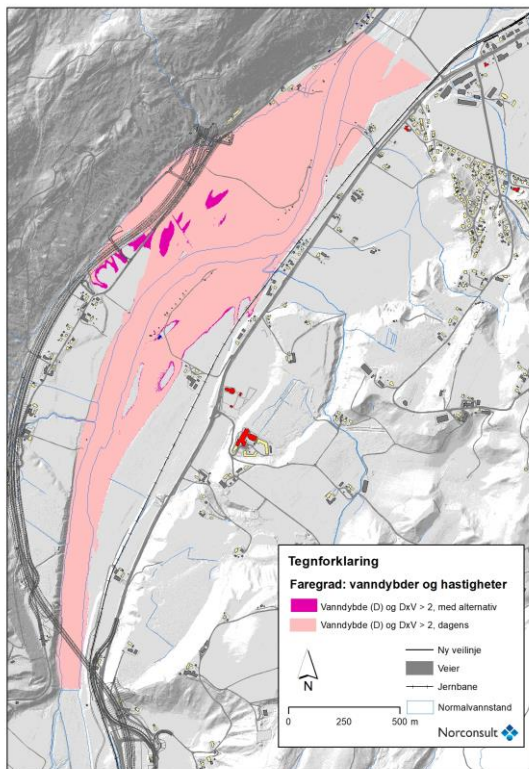 Tegnforklaring
Faregrad: vanndybder og hastigheter
Vanndybde (D) og DxV > 2, med alternativ
Vanndybde (D) og DxV > 2, dagens
Ny veilinje
Veier
Jernbane
Normalvannstand
N
0 250 500 m
Norconsult